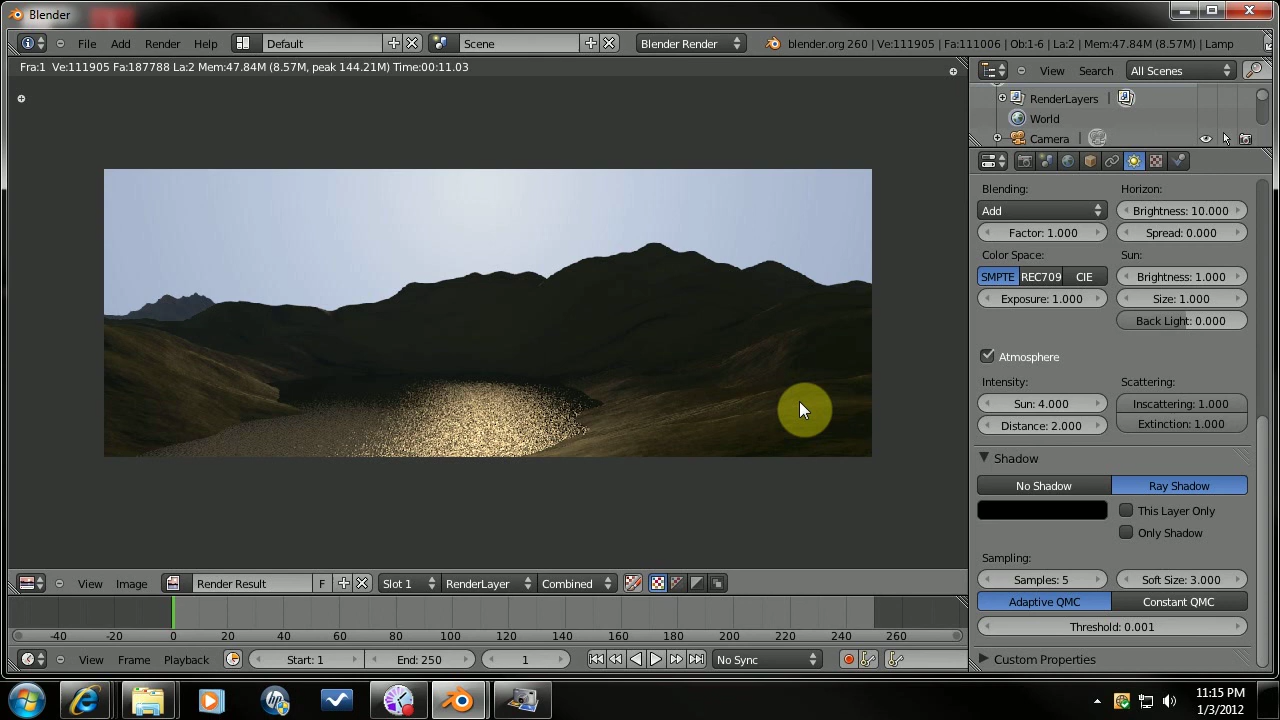 Blender
File Add Render Help Default Scene Blender Render blender.org 260 | Ve:111905 | Fa:111006 | Ob:1-6 | La:2 | Mem:47.84M (8.57M) | Lamp
Fra:1 Ve:111905 Fa:187788 La:2 Mem:47.84M (8.57M, peak 144.21M) Time:00:11.03
View Search All Scenes
RenderLayers |
World
Camera |
Blending: Horizon:
Add Brightness: 10.000
Factor: 1.000 Spread: 0.000
Color Space: Sun:
SMPTE REC709 CIE Brightness: 1.000
Exposure: 1.000 Size: 1.000
Back Light: 0.000
Atmosphere
Intensity: Scattering:
Sun: 4.000 Inscattering: 1.000
Distance: 2.000 Extinction: 1.000
Shadow
No Shadow Ray Shadow
This Layer Only
Only Shadow
Sampling:
Samples: 5 Soft Size: 3.000
Adaptive QMC Constant QMC
Threshold: 0.001
Custom Properties
View Image Render Result F Slot 1 RenderLayer Combined
-40 -20 0 20 40 60 80 100 120 140 160 180 200 220 240 260
View Frame Playback Start: 1 End: 250 1 No Sync
11:15 PM
1/3/2012